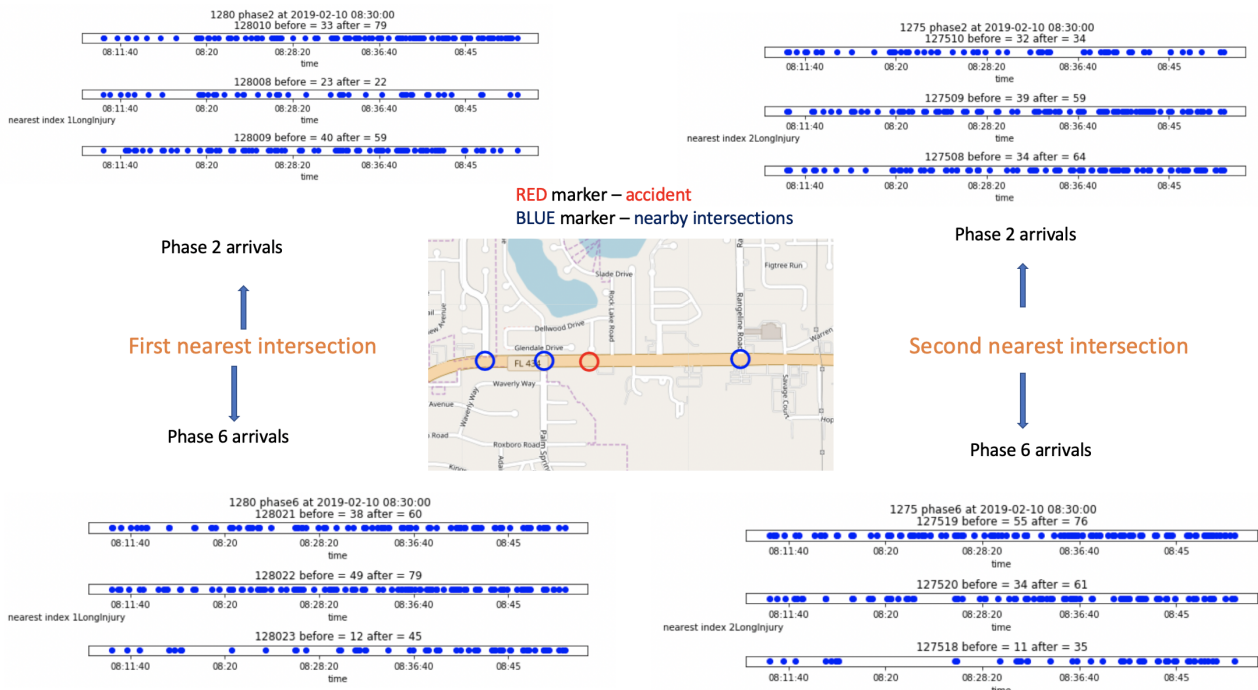 1280 phase2 at 2019-02-10 08:30:00
128010 before = 33 after = 79
08:11:40 08:20 08:28:20 08:36:40 08:45
time
128008 before = 23 after = 22
08:11:40 08:20 08:28:20 08:36:40 08:45
time
nearest index 1LongInjury
128009 before = 40 after = 59
08:11:40 08:20 08:28:20 08:36:40 08:45
time
1275 phase2 at 2019-02-10 08:30:00
127510 before = 32 after = 34
08:11:40 08:20 08:28:20 08:36:40 08:45
time
127509 before = 39 after = 59
08:11:40 08:20 08:28:20 08:36:40 08:45
time
nearest index 2LongInjury
127508 before = 34 after = 64
08:11:40 08:20 08:28:20 08:36:40 08:45
time
RED marker – accident
BLUE marker – nearby intersections
Phase 2 arrivals
First nearest intersection
Phase 6 arrivals
Slade Drive
Figtree Run
Rock Lake Road
Rangeline Road
Dellwood Drive
Glendale Drive
Warren
FL 434
Waverly Way
Waverly Way
Avenue
Savage Court
Hop
Road
Roxboro Road
Palm Spring
Phase 2 arrivals
Second nearest intersection
Phase 6 arrivals
1280 phase6 at 2019-02-10 08:30:00
128021 before = 38 after = 60
08:11:40 08:20 08:28:20 08:36:40 08:45
time
128022 before = 49 after = 79
08:11:40 08:20 08:28:20 08:36:40 08:45
time
nearest index 1LongInjury
128023 before = 12 after = 45
08:11:40 08:20 08:28:20 08:36:40 08:45
time
1275 phase6 at 2019-02-10 08:30:00
127519 before = 55 after = 76
08:11:40 08:20 08:28:20 08:36:40 08:45
time
127520 before = 34 after = 61
08:11:40 08:20 08:28:20 08:36:40 08:45
time
nearest index 2LongInjury
127518 before = 11 after = 35
08:11:40 08:20 08:28:20 08:36:40 08:45
time